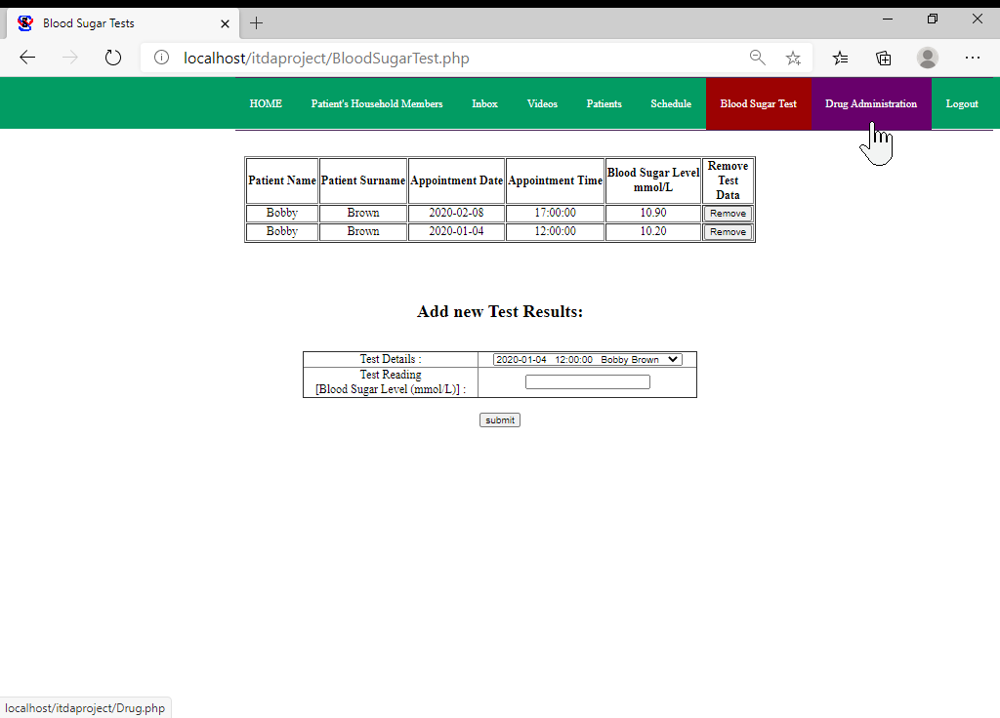 Blood Sugar Tests
localhost/itdaproject/BloodSugarTest.php
HOME Patient's Household Members Inbox Videos Patients Schedule Blood Sugar Test Drug Administration Logout
Patient Name Patient Surname Appointment Date Appointment Time Blood Sugar Level mmol/L Remove Test Data
Bobby Brown 2020-02-08 17:00:00 10.90 Remove
Bobby Brown 2020-01-04 12:00:00 10.20 Remove
Add new Test Results:
Test Details : 2020-01-04 12:00:00 Bobby Brown
Test Reading
[Blood Sugar Level (mmol/L)] :
submit
localhost/itdaproject/Drug.php